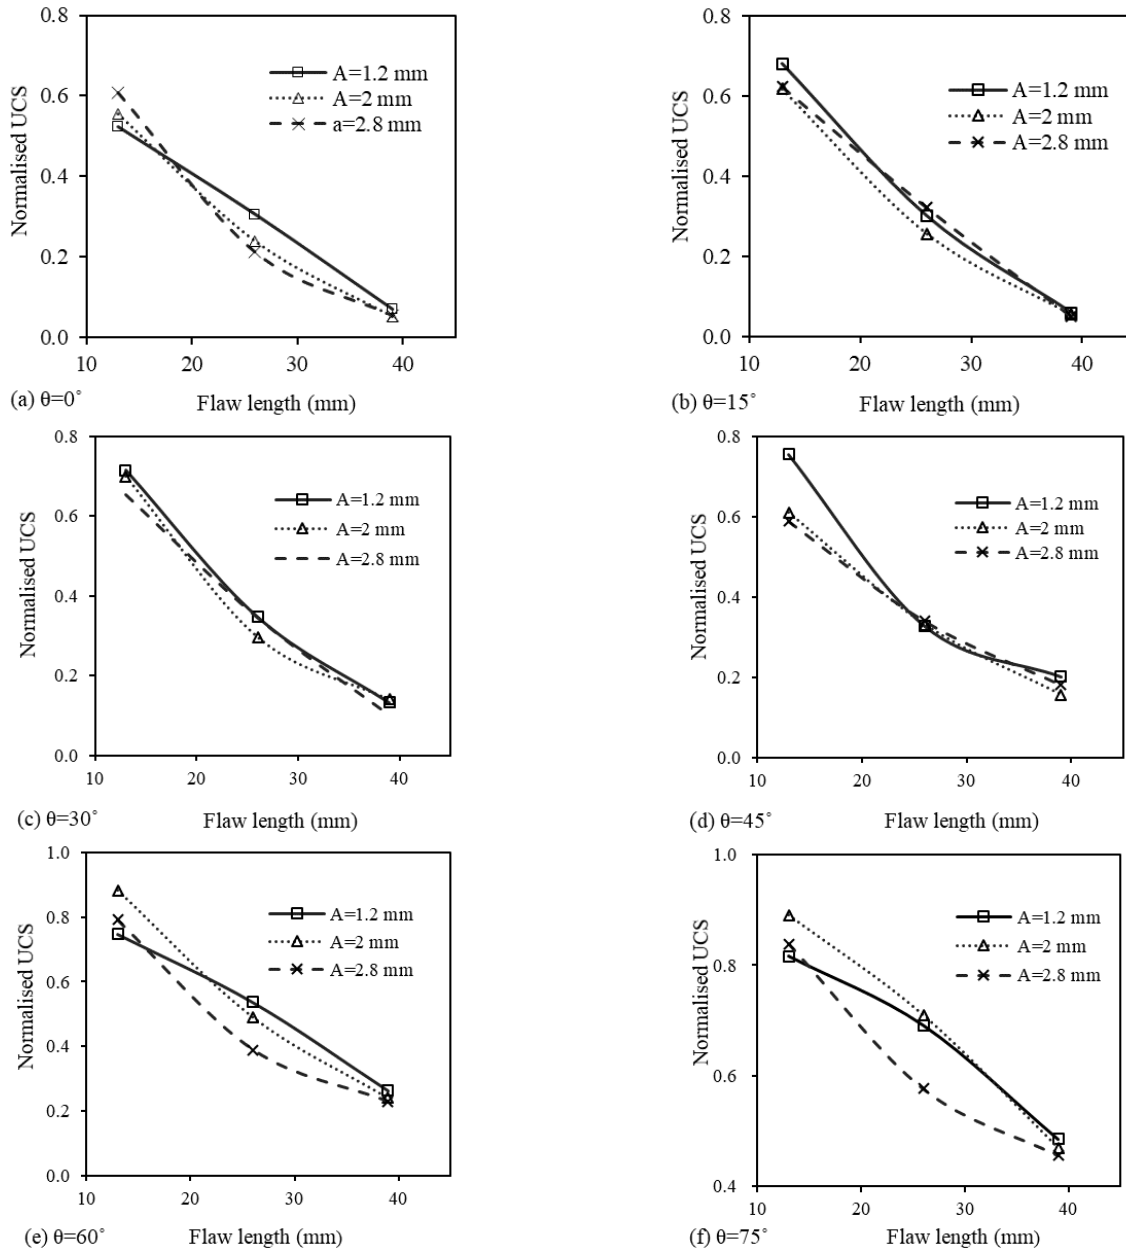 0.8
0.6
0.4
0.2
0.0
Normalised UCS
A=1.2 mm
A=2 mm
a=2.8 mm
10
20
30
40
(a) θ=0˚
Flaw length (mm)
0.8
0.6
0.4
0.2
0.0
Normalised UCS
A=1.2 mm
A=2 mm
A=2.8 mm
10
20
30
40
(b) θ=15˚
Flaw length (mm)
0.8
0.6
0.4
0.2
0.0
Normalised UCS
A=1.2 mm
A=2 mm
A=2.8 mm
10
20
30
40
(c) θ=30˚
Flaw length (mm)
0.8
0.6
0.4
0.2
0.0
Normalised UCS
A=1.2 mm
A=2 mm
A=2.8 mm
10
20
30
40
(d) θ=45˚
Flaw length (mm)
1.0
0.8
0.6
0.4
0.2
0.0
Normalised UCS
A=1.2 mm
A=2 mm
A=2.8 mm
10
20
30
40
(e) θ=60˚
Flaw length (mm)
1.0
0.8
0.6
0.4
Normalised UCS
A=1.2 mm
A=2 mm
A=2.8 mm
10
20
30
40
(f) θ=75˚
Flaw length (mm)